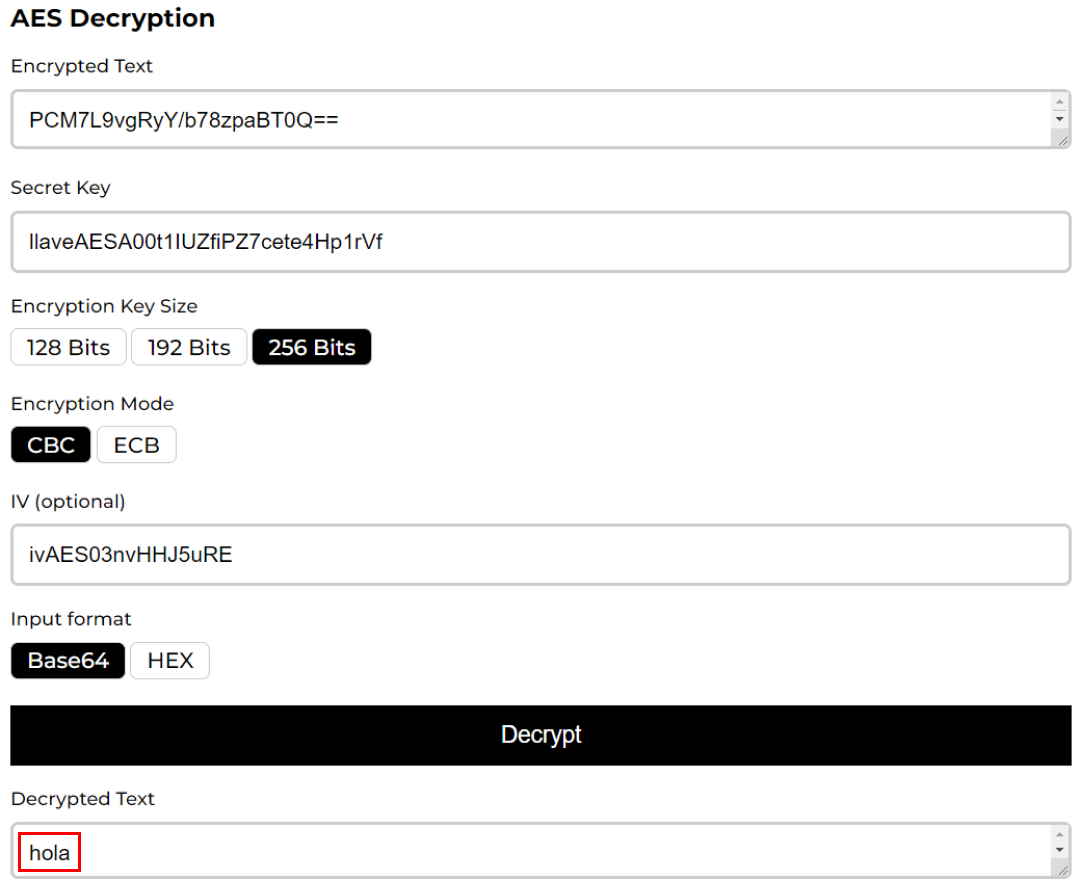 AES Decryption
Encrypted Text
PCM7L9vgRyY/b78zpaBT0Q==
Secret Key
llaveAESA00t1IUZfiPZ7cete4Hp1rVf
Encryption Key Size
128 Bits 192 Bits 256 Bits
Encryption Mode
CBC ECB
IV (optional)
ivAES03nvHHJ5uRE
Input format
Base64 HEX
Decrypt
Decrypted Text
hola